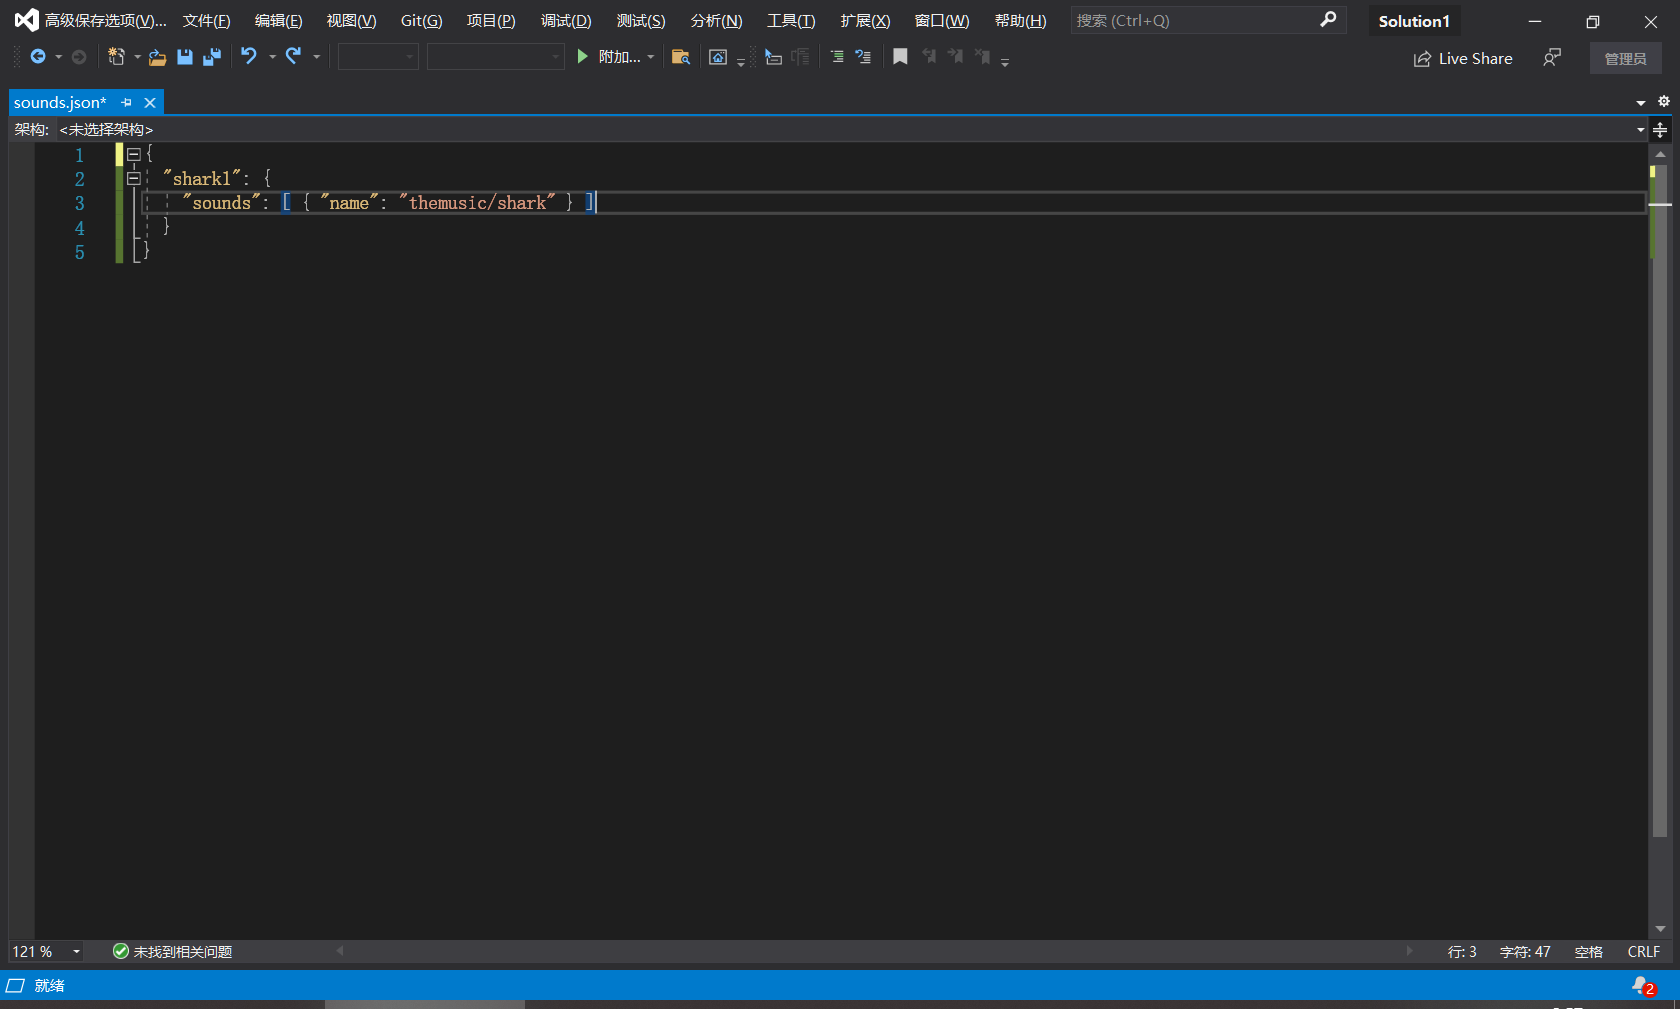 高级保存选项(V)... 文件(F) 编辑(E) 视图(V) Git(G) 项目(P) 调试(D) 测试(S) 分析(N) 工具(T) 扩展(X) 窗口(W) 帮助(H) 搜索 (Ctrl+Q) Solution1
附加... Live Share 管理员
sounds.json*
架构: <未选择架构>
1 {
2 "shark1": {
3 "sounds": [ { "name": "themusic/shark" } ]
4 }
5 }
121 % 未找到相关问题 行: 3 字符: 47 空格 CRLF
就绪 2